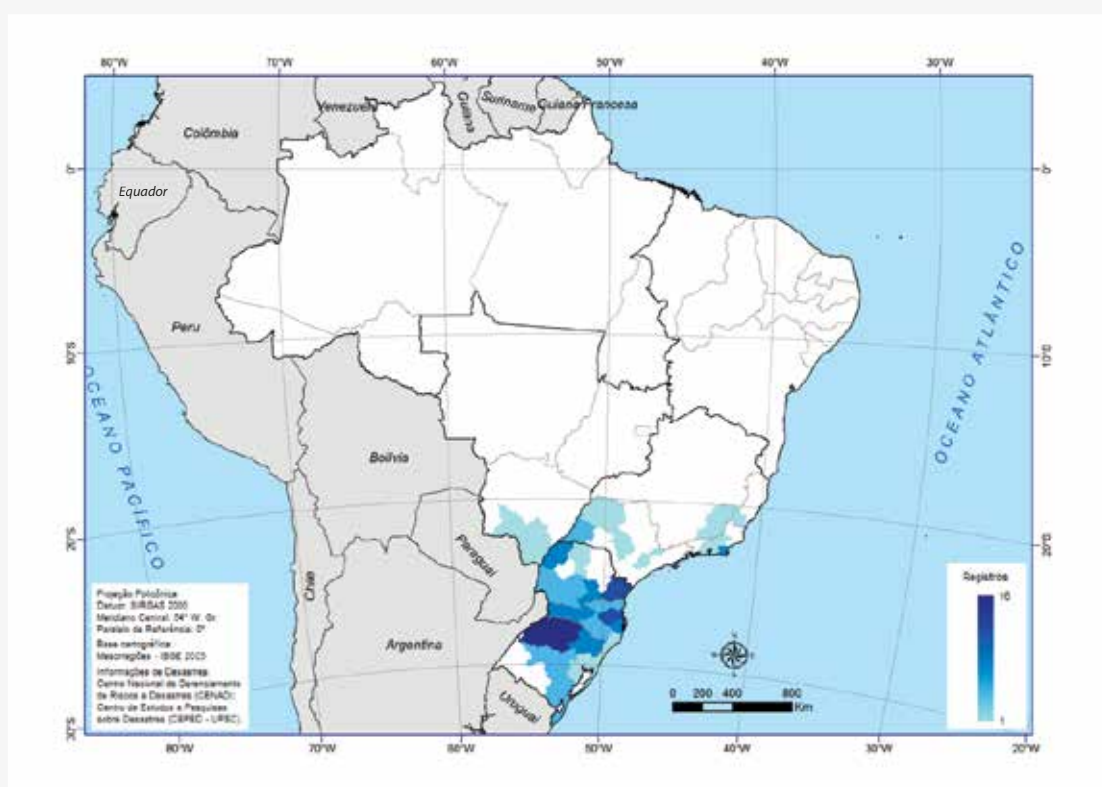 80°W 70°W 60°W 50°W 40°W 30°W
Venezuela
Guiana
Suriname
Guiana Francesa
Colômbia
0°
0°
Equador
Peru
10°S
10°S
OCEANO ATLÂNTICO
OCEANO PACÍFICO
Bolívia
20°S
20°S
Paraguai
Chile
Argentina
Uruguai
Projeção Policônica
Datum: SIRGAS 2000
Meridiano Central: 54° W. Gr.
Paralelo de Referência: 0°
Base cartográfica:
Mesorregiões - IBGE 2005
Informações de Desastres:
Centro Nacional de Gerenciamento
de Riscos e Desastres (CENAD);
Centro de Estudos e Pesquisas
sobre Desastres (CEPED - UFSC).
Registros
16
1
N
0 200 400 800
Km
30°S
80°W 70°W 60°W 50°W 40°W 30°W 20°W